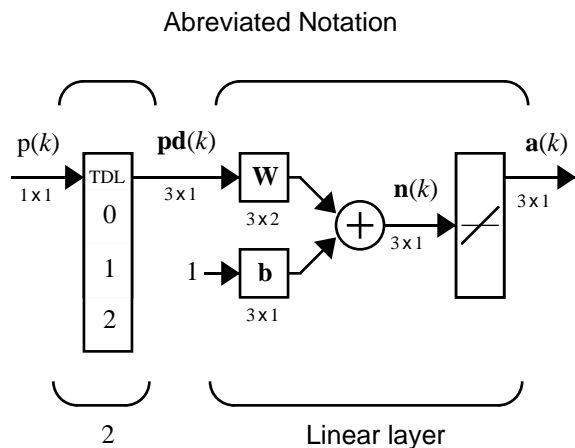 Abreviated Notation
p(k) pd(k) n(k) a(k)
1 x 1 TDL 3 x 1 W 3 x 1 3 x 1
0 3 x 2
1 1 b
2 3 x 1
2 Linear layer